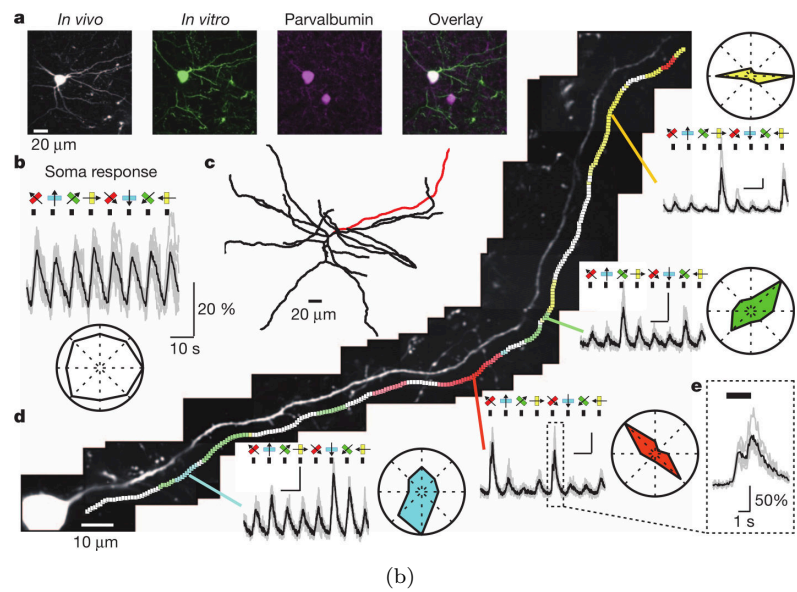 a In vivo In vitro Parvalbumin Overlay
20 μm
b Soma response
20 %
10 s
c
20 μm
d
10 μm
e
50%
1 s
(b)